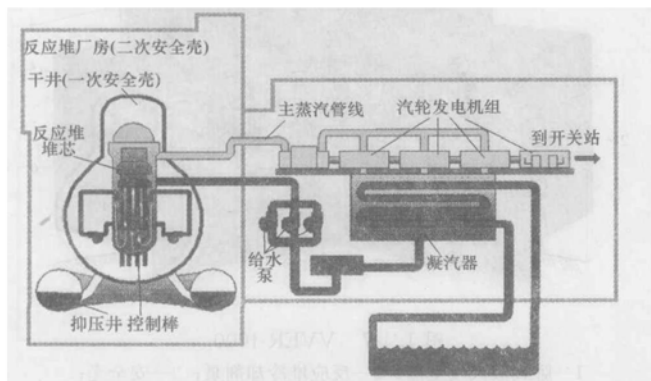 反应堆厂房(二次安全壳)
干井(一次安全壳)
主蒸汽管线
汽轮发电机组
反应堆
堆芯
到开关站
给水
泵
凝汽器
抑压井 控制棒